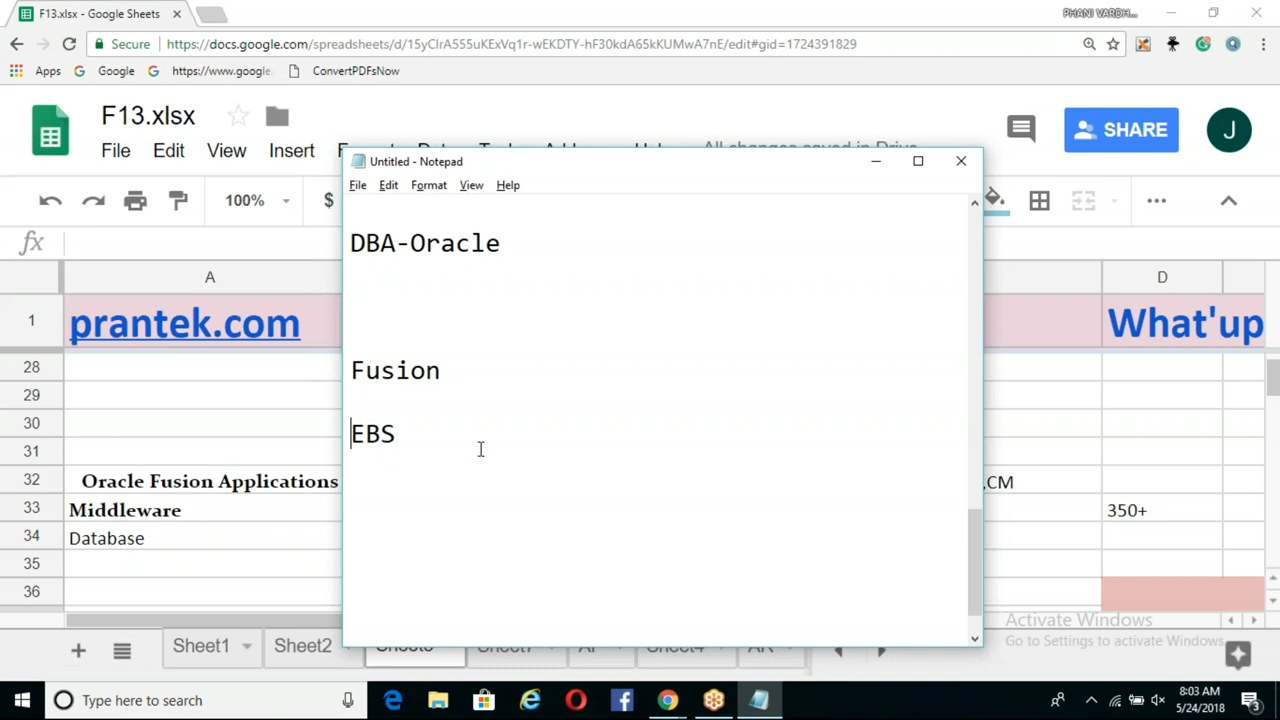 F13.xlsx - Google Sheets
PHANI VARDH...
Secure
https://docs.google.com/spreadsheets/d/15yCIrA555uKExVq1r-wEKDTY-hF30kdA65kKUMwA7nE/edit#gid=1724391829
Apps
Google
https://www.google.
ConvertPDFsNow
F13.xlsx
SHARE
J
File Edit View Insert
Untitled - Notepad
File Edit Format View Help
100%
$
fx
DBA-Oracle
Fusion
EBS
A
D
1
prantek.com
What'up
28
29
30
31
32
Oracle Fusion Applications
,CM
33
Middleware
350+
34
Database
35
36
Activate Windows
Go to Settings to activate Windows.
Sheet1
Sheet2
Type here to search
8:03 AM
5/24/2018
3